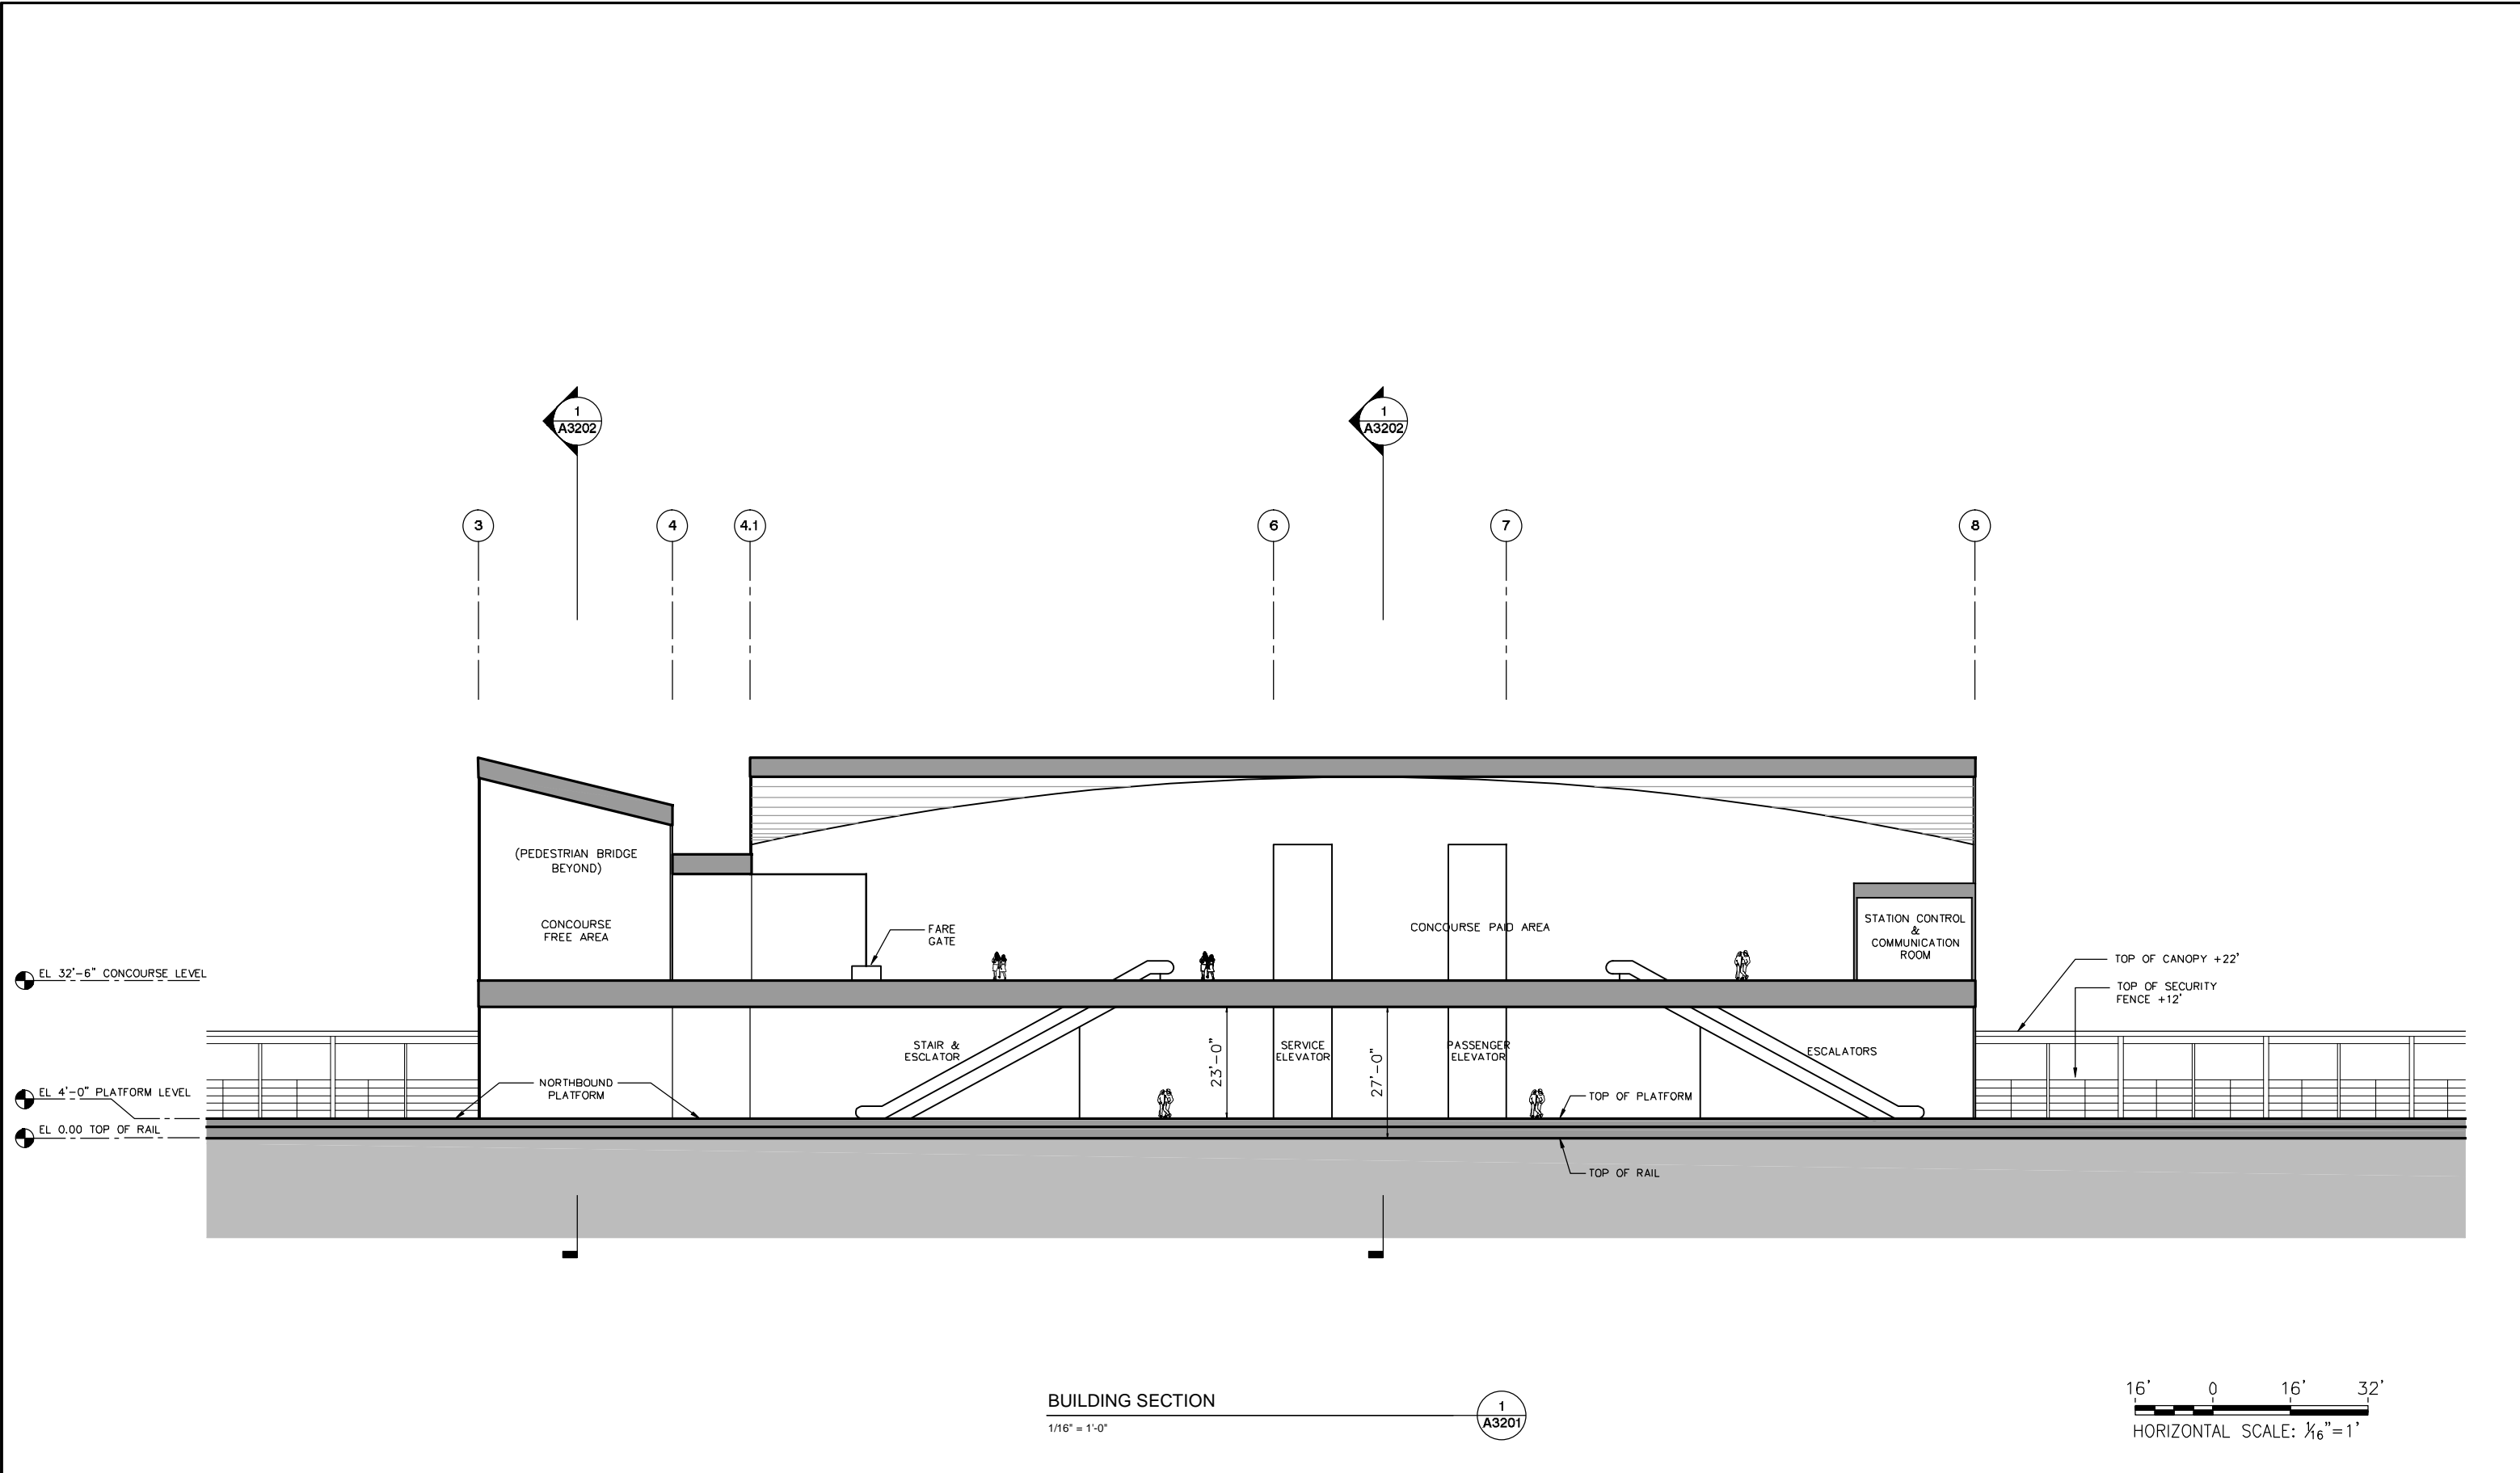 1
A3202
1
A3202
3
4
4.1
6
7
8
(PEDESTRIAN BRIDGE
BEYOND)
CONCOURSE
FREE AREA
FARE
GATE
CONCOURSE PAID AREA
STATION CONTROL
&
COMMUNICATION
ROOM
EL 32'-6" CONCOURSE LEVEL
TOP OF CANOPY +22'
TOP OF SECURITY
FENCE +12'
STAIR &
ESCLATOR
23'-0"
SERVICE
ELEVATOR
27'-0"
PASSENGER
ELEVATOR
ESCALATORS
EL 4'-0" PLATFORM LEVEL
NORTHBOUND
PLATFORM
TOP OF PLATFORM
EL 0.00 TOP OF RAIL
TOP OF RAIL
BUILDING SECTION
1/16" = 1'-0"
1
A3201
16' 0 16' 32'
HORIZONTAL SCALE: 1/16"=1'